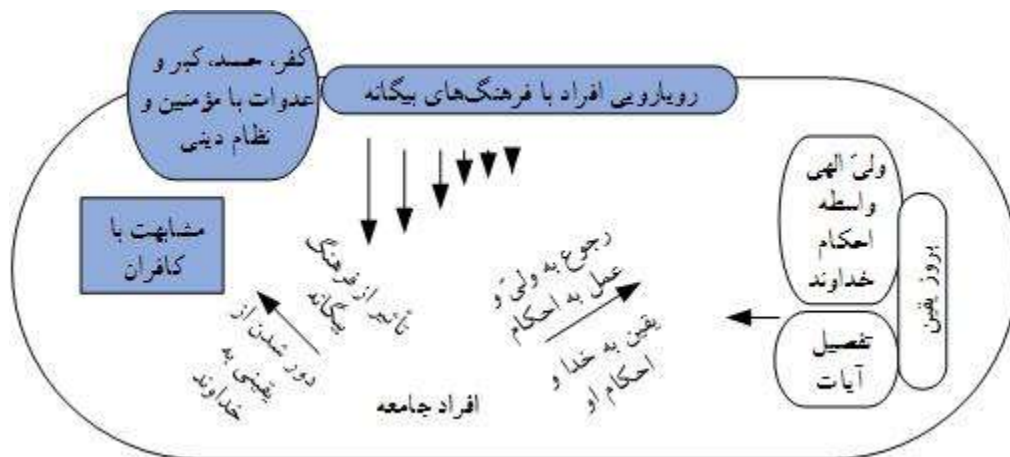 کفر، حسد، کبر و
عدوات با مؤمنین و
نظام دینی
رویارویی افراد با فرهنگ‌های بیگانه
ولیّ الهی
واسطه
احکام
خداوند
بروز یقین
تفصیل
آیات
مشابهت با
کافران
تأثیر از فرهنگ
بیگانه
دور شدن از
یقینی به
خداوند
رجوع به ولیّ و
عمل به احکام
یقین به خدا و
احکام او
افراد جامعه